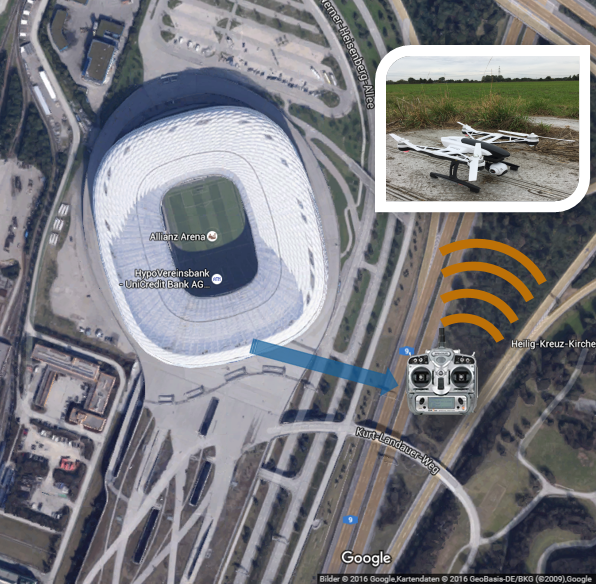 erner-Heisenberg-Allee
Allianz Arena
HypoVereinsbank
- UniCredit Bank AG...
9
Heilig-Kreuz-Kirche
Kurt-Landauer-Weg
9
Google
Bilder © 2016 Google,Kartendaten © 2016 GeoBasis-DE/BKG (©2009),Google